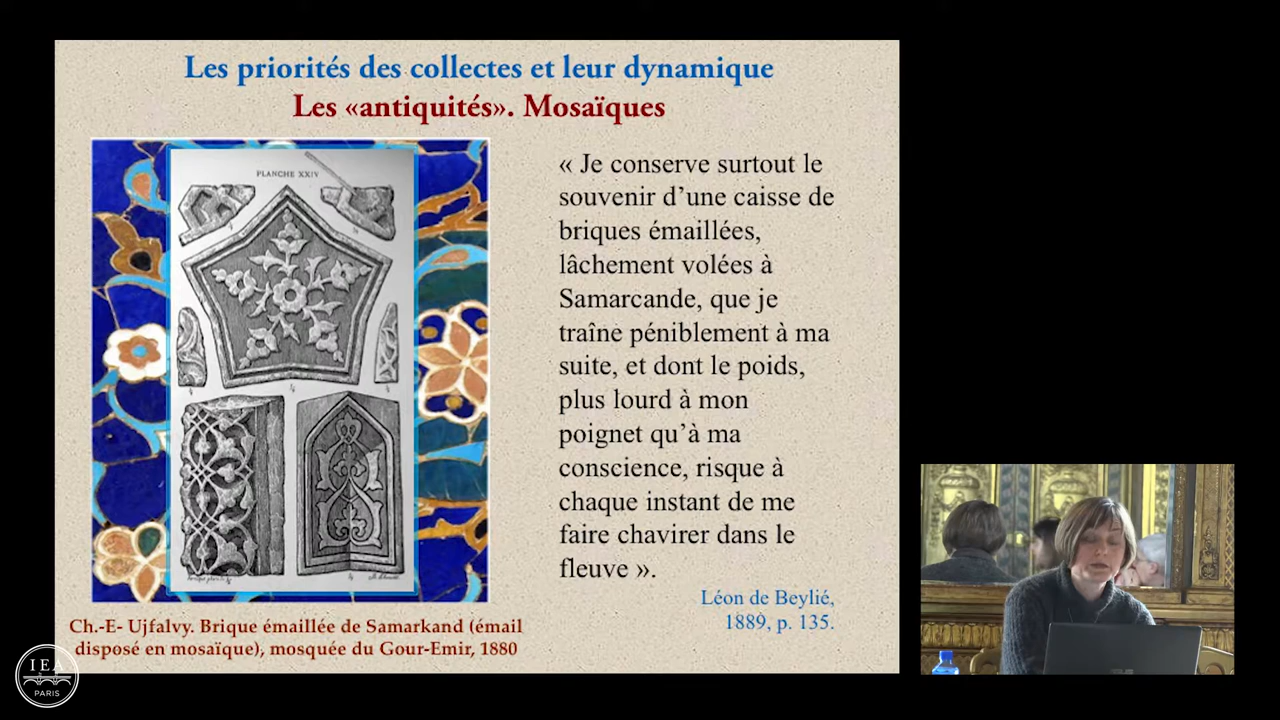 Les priorités des collectes et leur dynamique
Les «antiquités». Mosaïques
PLANCHE XXIV
« Je conserve surtout le
souvenir d’une caisse de
briques émaillées,
lâchement volées à
Samarcande, que je
traîne péniblement à ma
suite, et dont le poids,
plus lourd à mon
poignet qu’à ma
conscience, risque à
chaque instant de me
faire chavirer dans le
fleuve ».
Léon de Beylié,
1889, p. 135.
Ch.-E- Ujfalvy. Brique émaillée de Samarkand (émail
disposé en mosaïque), mosquée du Gour-Emir, 1880
IEA
PARIS